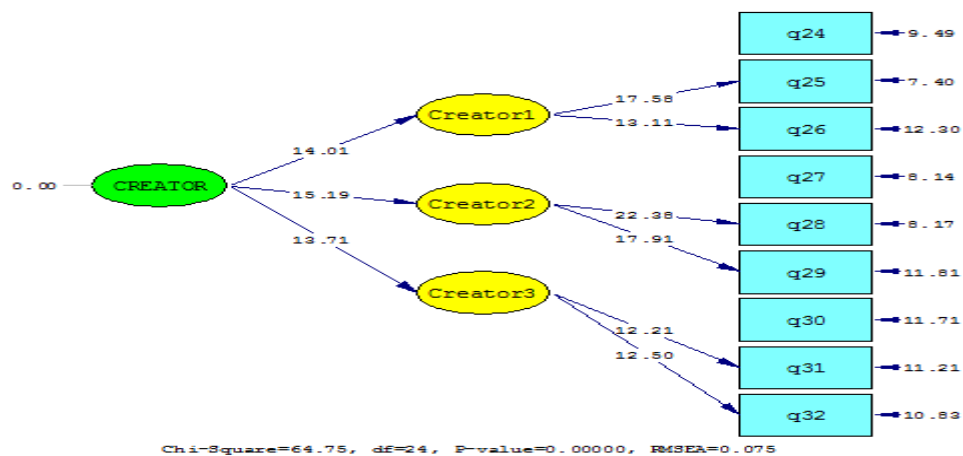 q24
9.49
q25
7.40
17.58
Creator1
13.11
q26
12.30
14.01
0.00
CREATOR
q27
8.14
15.19
Creator2
22.38
q28
8.17
13.71
17.91
q29
11.81
Creator3
q30
11.71
12.21
12.50
q31
11.21
q32
10.83
Chi-Square=64.75, df=24, P-value=0.00000, RMSEA=0.075